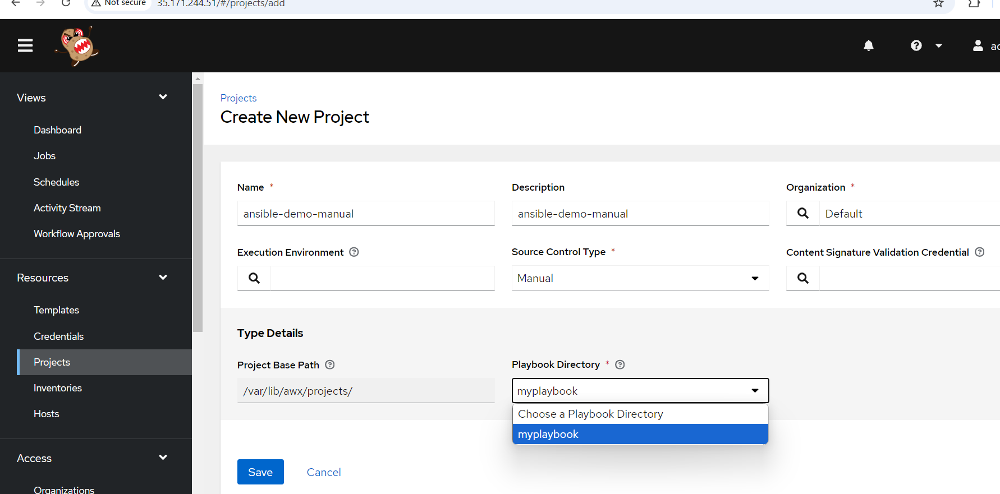 Not secure 35.171.244.51/#/projects/add
Views
Dashboard
Jobs
Schedules
Activity Stream
Workflow Approvals
Resources
Templates
Credentials
Projects
Inventories
Hosts
Access
Organizations
Projects
Create New Project
Name *
ansible-demo-manual
Description
ansible-demo-manual
Organization *
Default
Execution Environment
Source Control Type *
Manual
Content Signature Validation Credential
Type Details
Project Base Path
/var/lib/awx/projects/
Playbook Directory *
myplaybook
Choose a Playbook Directory
myplaybook
Save Cancel